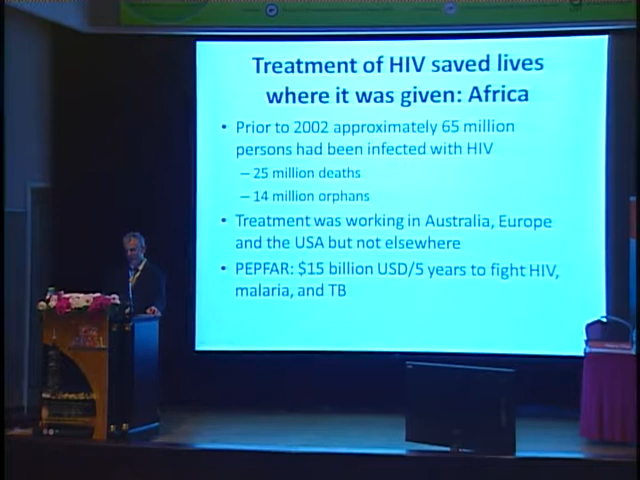 Treatment of HIV saved lives
where it was given: Africa
• Prior to 2002 approximately 65 million
persons had been infected with HIV
– 25 million deaths
– 14 million orphans
• Treatment was working in Australia, Europe
and the USA but not elsewhere
• PEPFAR: $15 billion USD/5 years to fight HIV,
malaria, and TB